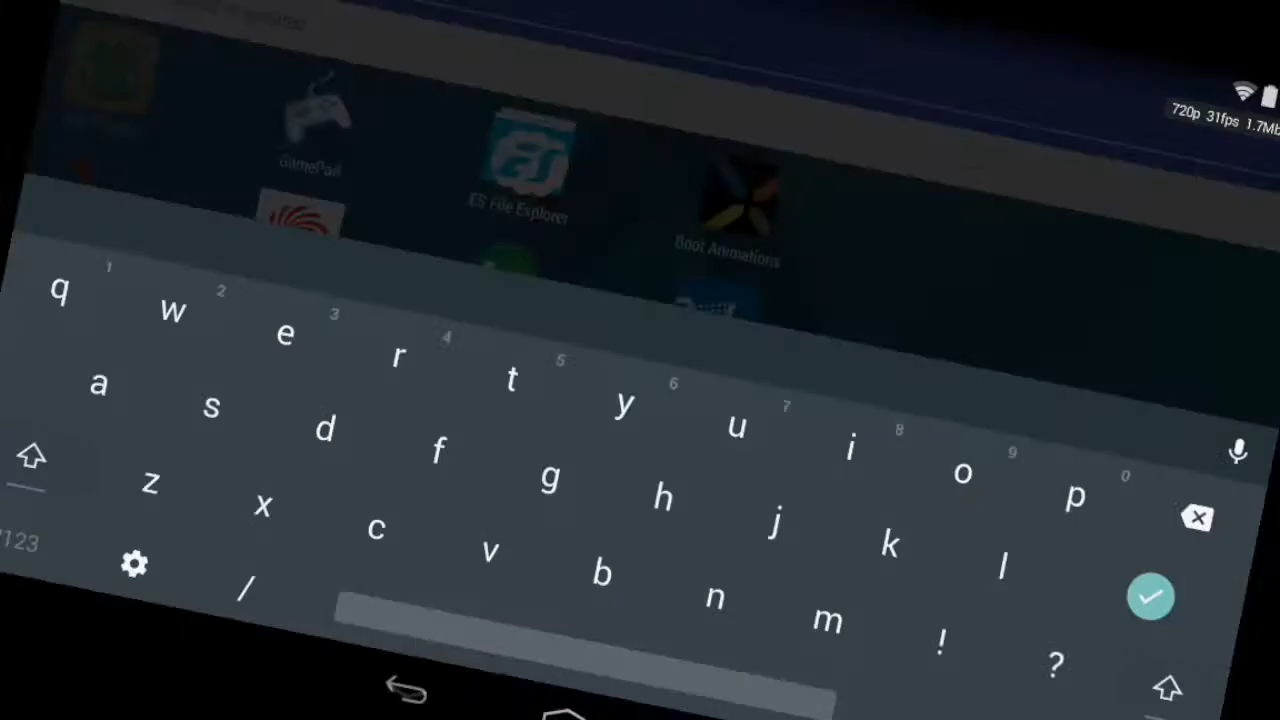 720p 31fps 1.7Mb
GamePad
ES File Explorer
Boot Animations
1 2 3 4 5 6 7 8 9 0
q w e r t y u i o p
a s d f g h j k l
z x c v b n m ! ?
?123 /